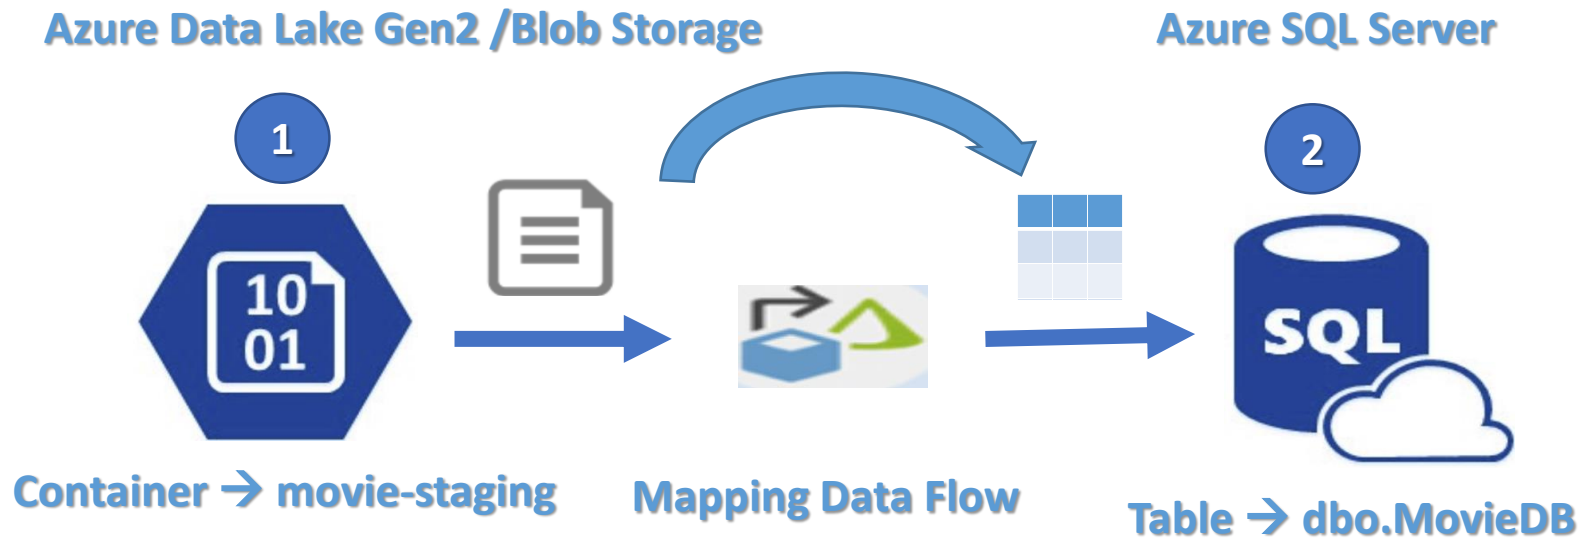 Azure Data Lake Gen2 /Blob Storage
Azure SQL Server
1
2
10
01
SQL
Container → movie-staging
Mapping Data Flow
Table → dbo.MovieDB